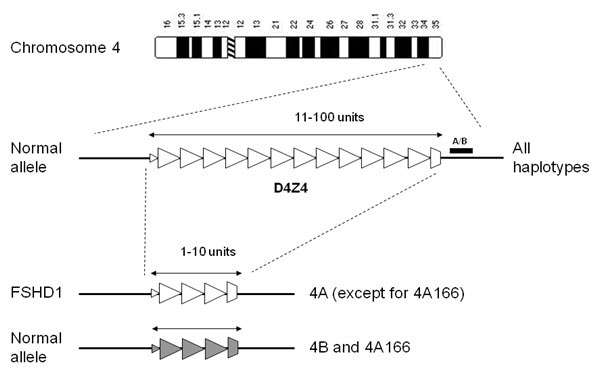 16 15.3 15.1 14 13 12 12 13 21 22 24 26 27 28 31.1 31.3 32 33 34 35
Chromosome 4
11-100 units
Normal
allele
A/B
All
haplotypes
D4Z4
1-10 units
FSHD1
4A (except for 4A166)
Normal
allele
4B and 4A166